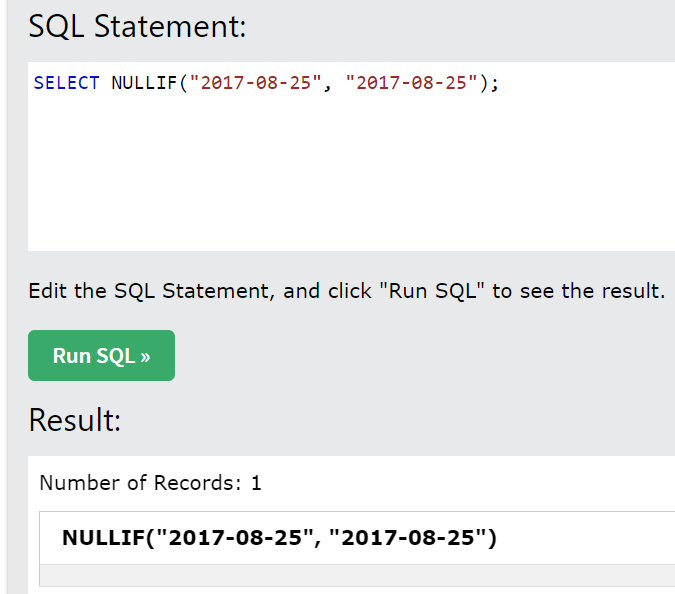 SQL Statement:
SELECT NULLIF("2017-08-25", "2017-08-25");
Edit the SQL Statement, and click "Run SQL" to see the result.
Run SQL »
Result:
Number of Records: 1
NULLIF("2017-08-25", "2017-08-25")